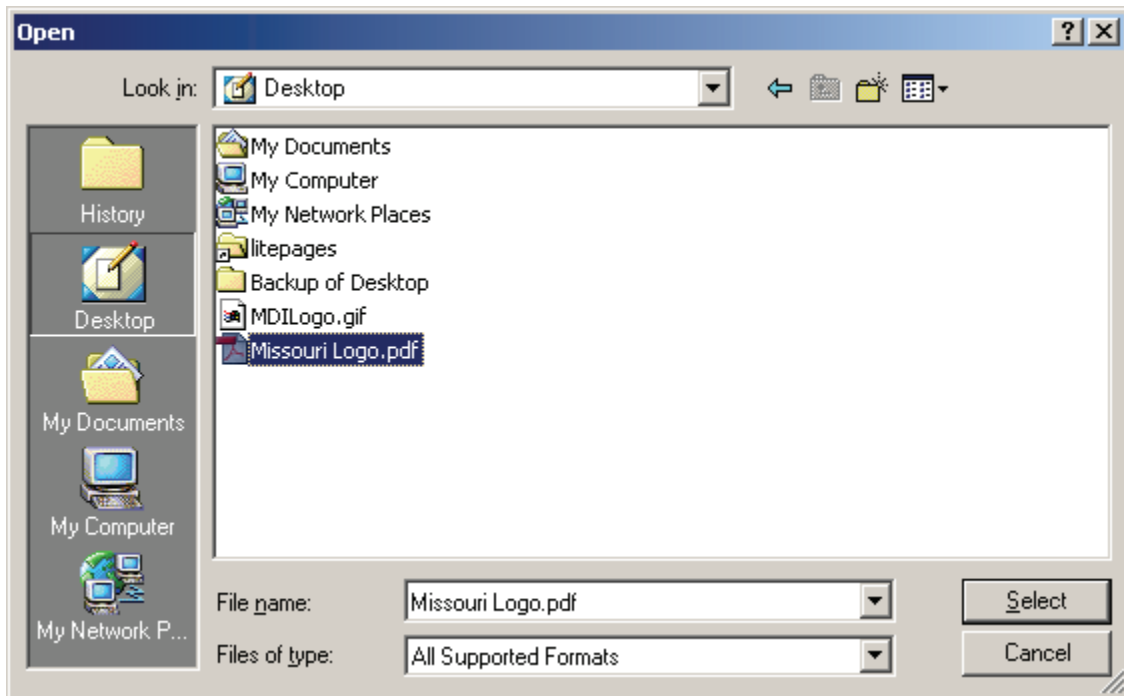 Open
Look in:
Desktop
History
Desktop
My Documents
My Computer
My Network P...
My Documents
My Computer
My Network Places
litepages
Backup of Desktop
MDILogo.gif
Missouri Logo.pdf
File name:
Missouri Logo.pdf
Select
Files of type:
All Supported Formats
Cancel